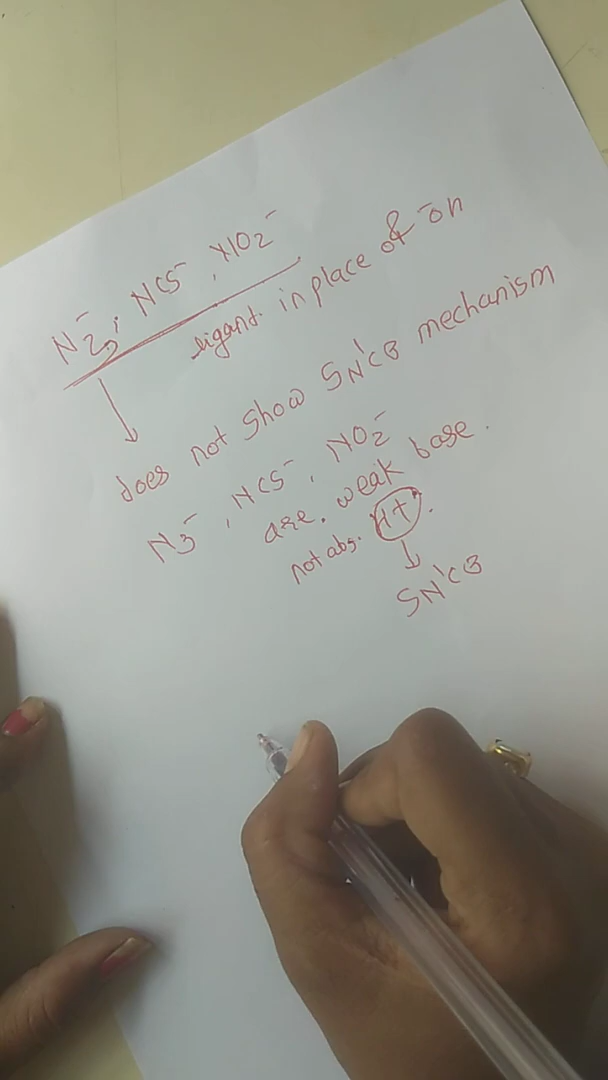 N3⁻, NCS⁻, NO2⁻
ligand in place of ⁻OH
does not show SN¹CB mechanism
N3⁻, NCS⁻, NO2⁻
are weak base.
not abs. H+.
SN¹CB